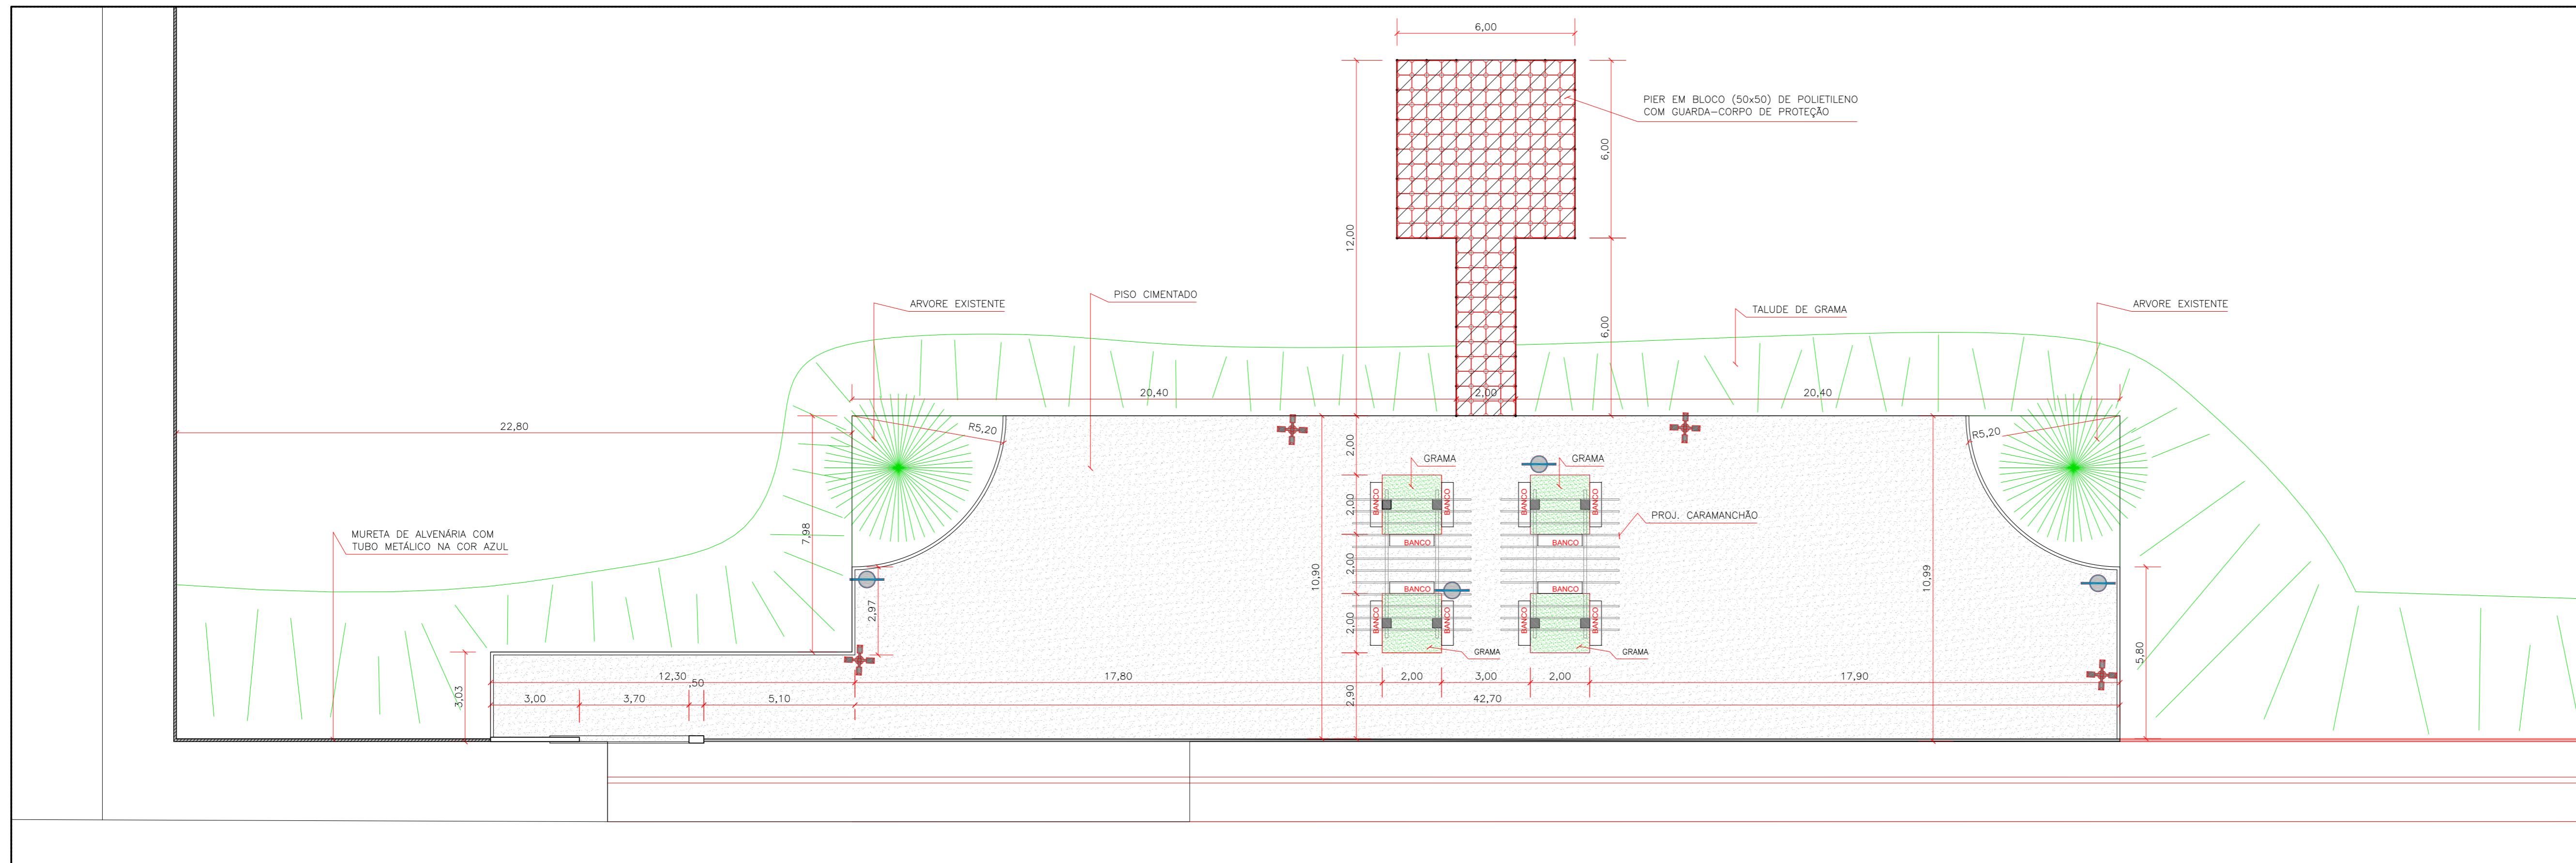 6,00
PIER EM BLOCO (50x50) DE POLIETILENO
COM GUARDA-CORPO DE PROTEÇÃO
6,00
12,00
ARVORE EXISTENTE
PISO CIMENTADO
TALUDE DE GRAMA
ARVORE EXISTENTE
6,00
20,40
2,00
20,40
22,80
R5,20
R5,20
2,00
GRAMA
GRAMA
BANCO
BANCO
BANCO
BANCO
2,00
PROJ. CARAMANCHÃO
MURETA DE ALVENÁRIA COM
TUBO METÁLICO NA COR AZUL
7,98
BANCO
BANCO
2,00
10,90
10,99
BANCO
BANCO
2,97
BANCO
BANCO
BANCO
BANCO
2,00
GRAMA
GRAMA
5,80
3,03
12,30
,50
17,80
2,00
3,00
2,00
17,90
2,90
3,00
3,70
5,10
42,70